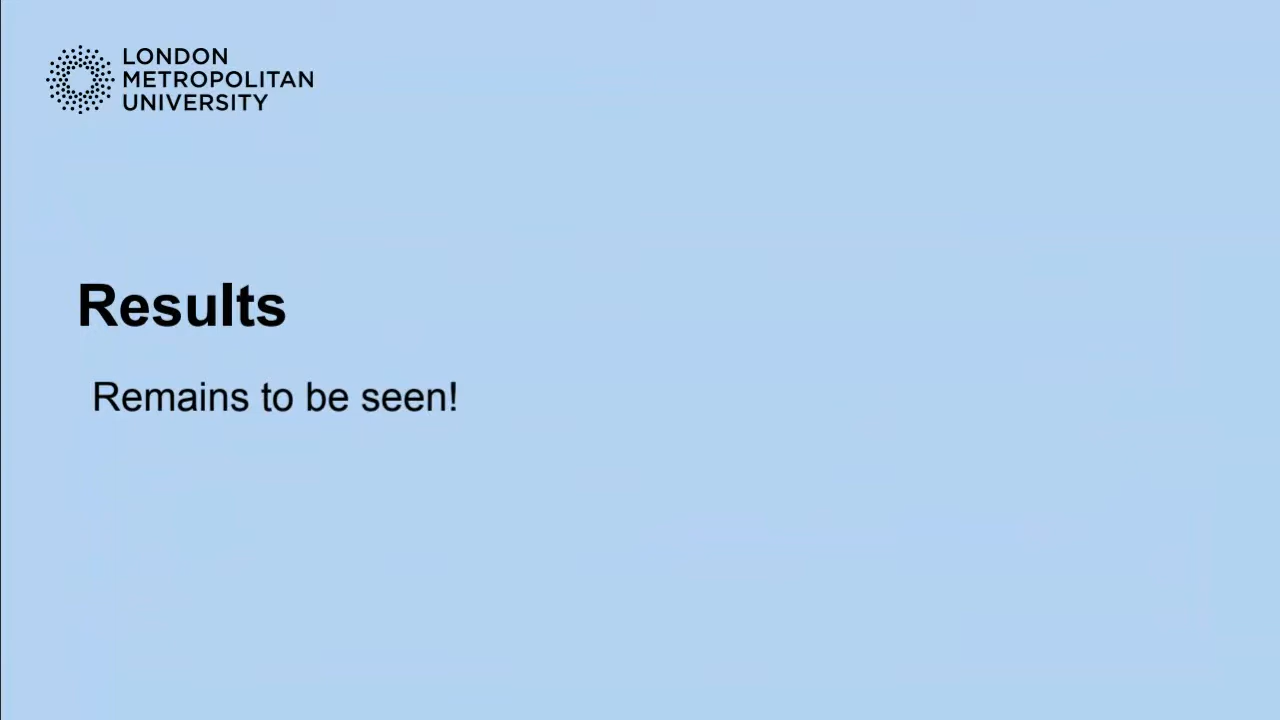 LONDON
METROPOLITAN
UNIVERSITY
Results
Remains to be seen!